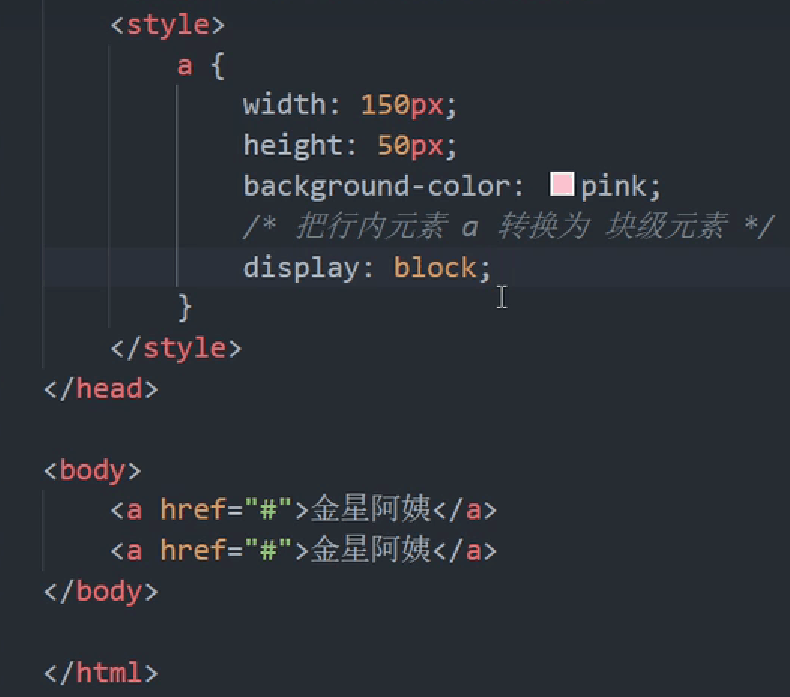 <style>
a {
width: 150px;
height: 50px;
background-color: pink;
/* 把行内元素 a 转换为 块级元素 */
display: block;
}
</style>
</head>
<body>
<a href="#">金星阿姨</a>
<a href="#">金星阿姨</a>
</body>
</html>